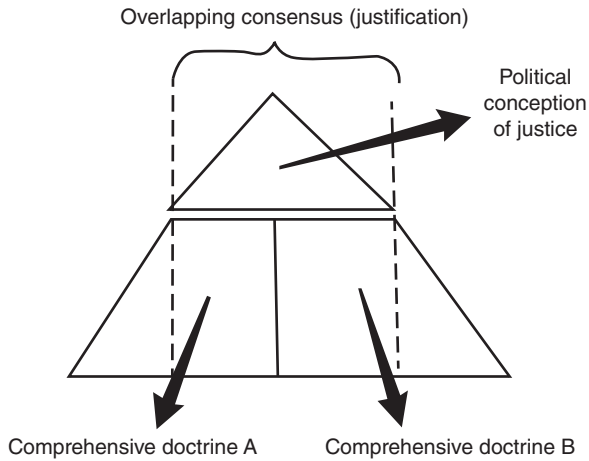 Overlapping consensus (justification)
Political
conception
of justice
Comprehensive doctrine A
Comprehensive doctrine B